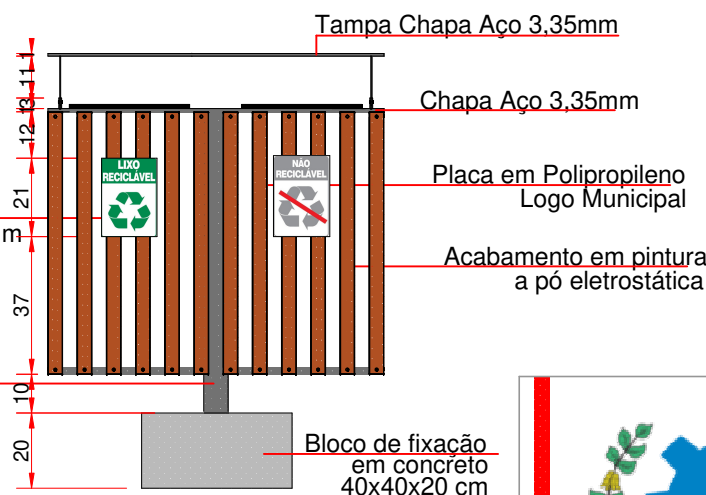 Tampa Chapa Aço 3,35mm
1
11
3
Chapa Aço 3,35mm
12
LIXO
RECICLÁVEL
NÃO
RECICLÁVEL
Placa em Polipropileno
Logo Municipal
21
m
Acabamento em pintura
a pó eletrostática
37
10
20
Bloco de fixação
em concreto
40x40x20 cm